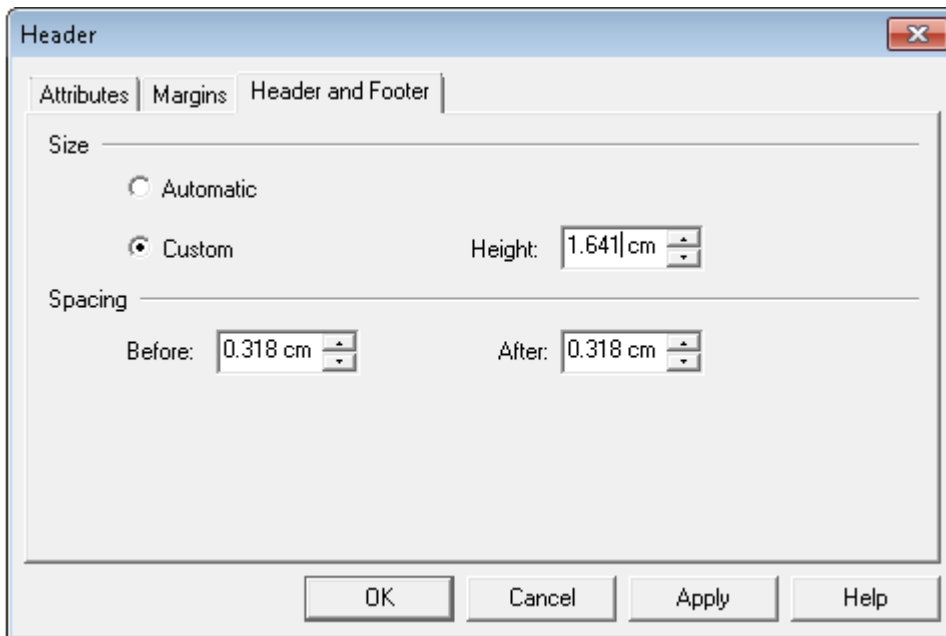 Header
Attributes Margins Header and Footer
Size
Automatic
Custom Height: 1.641 cm
Spacing
Before: 0.318 cm After: 0.318 cm
OK Cancel Apply Help